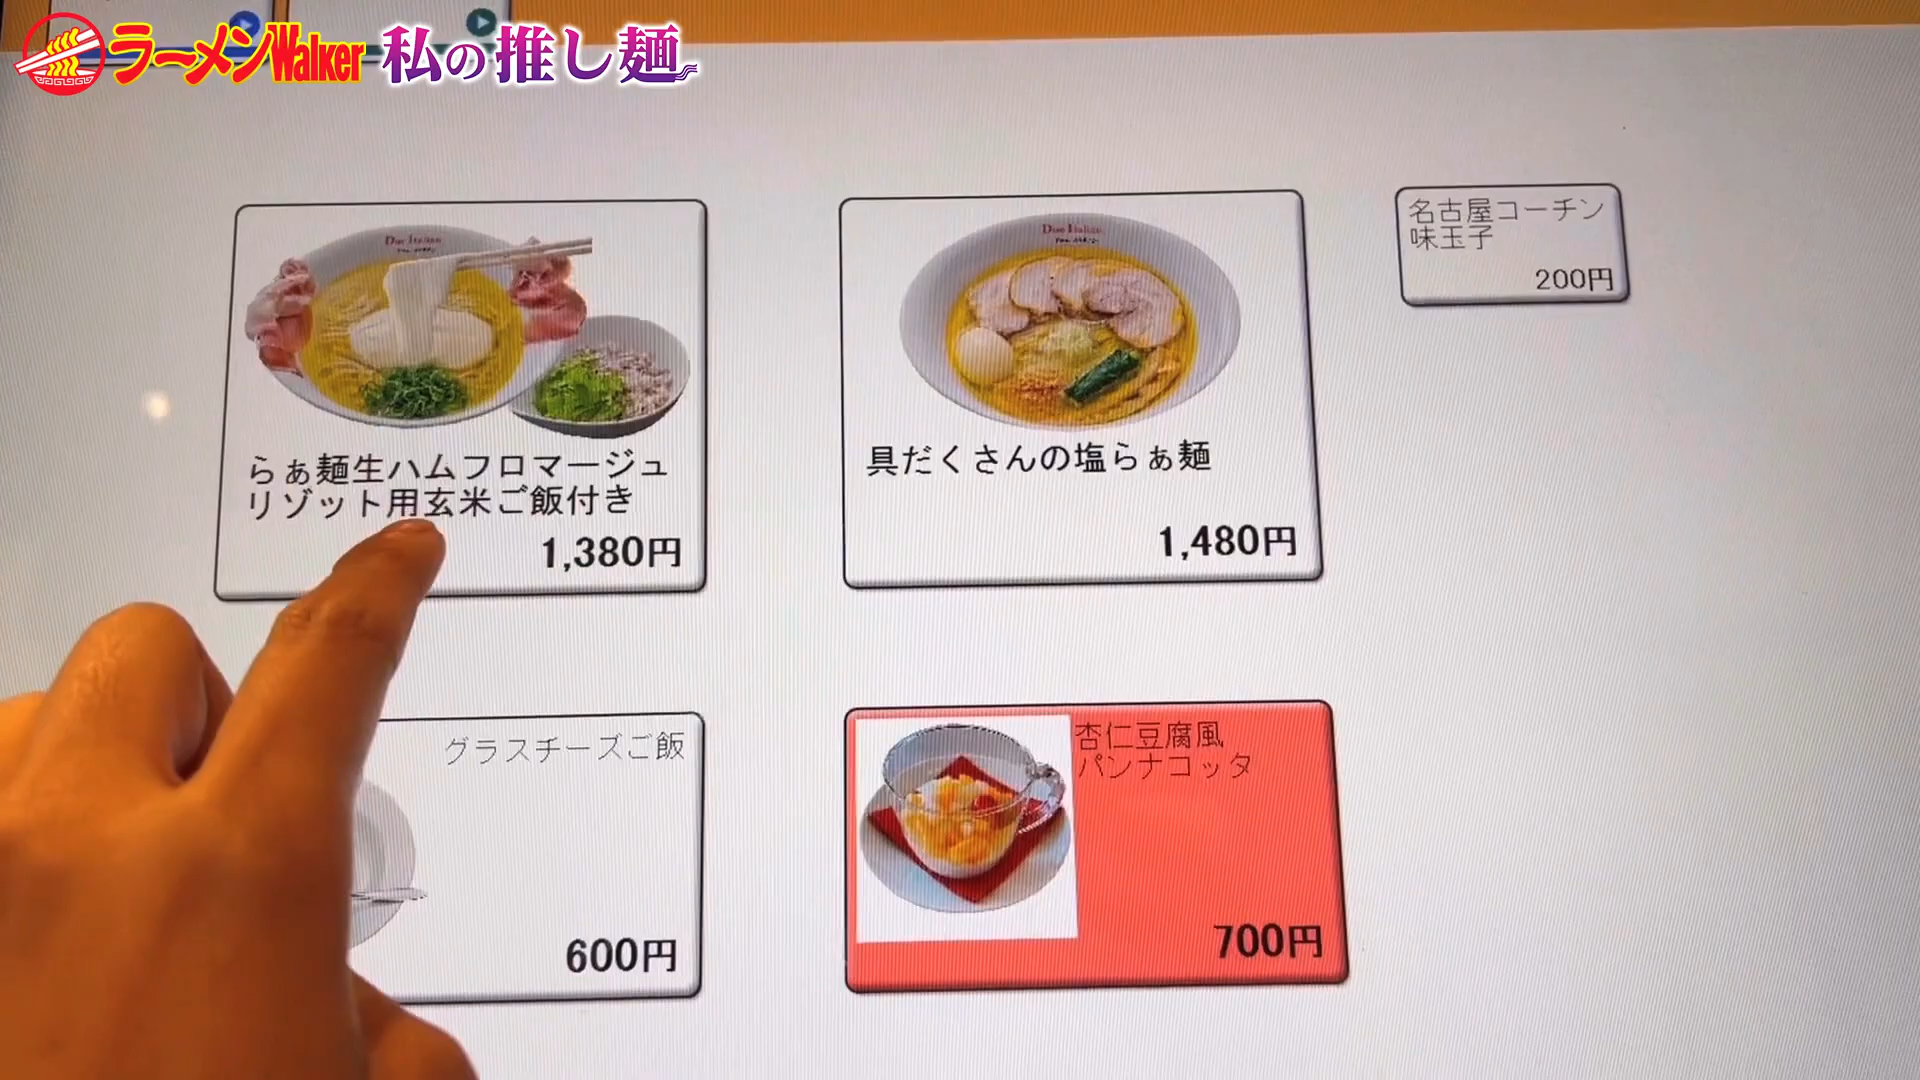 ラーメンWalker 私の推し麺
Due Italian
らぁ麺生ハムフロマージュ
リゾット用玄米ご飯付き
1,380円
Due Italian
具だくさんの塩らぁ麺
1,480円
名古屋コーチン
味玉子
200円
グラスチーズご飯
600円
杏仁豆腐風
パンナコッタ
700円